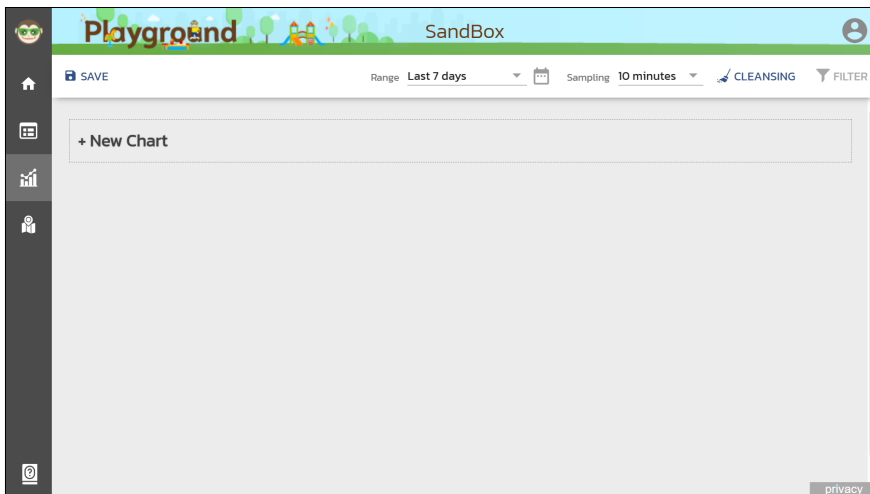 Playground SandBox
SAVE Range Last 7 days Sampling 10 minutes CLEANSING FILTER
+ New Chart
privacy